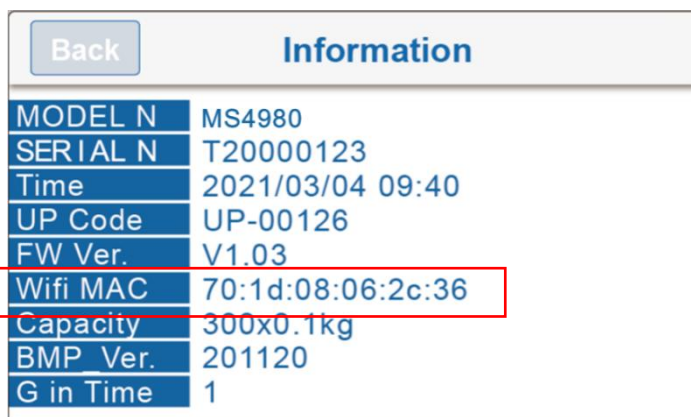 Back
Information
MODEL N MS4980
SERIAL N T20000123
Time 2021/03/04 09:40
UP Code UP-00126
FW Ver. V1.03
Wifi MAC 70:1d:08:06:2c:36
Capacity 300x0.1kg
BMP_Ver. 201120
G in Time 1